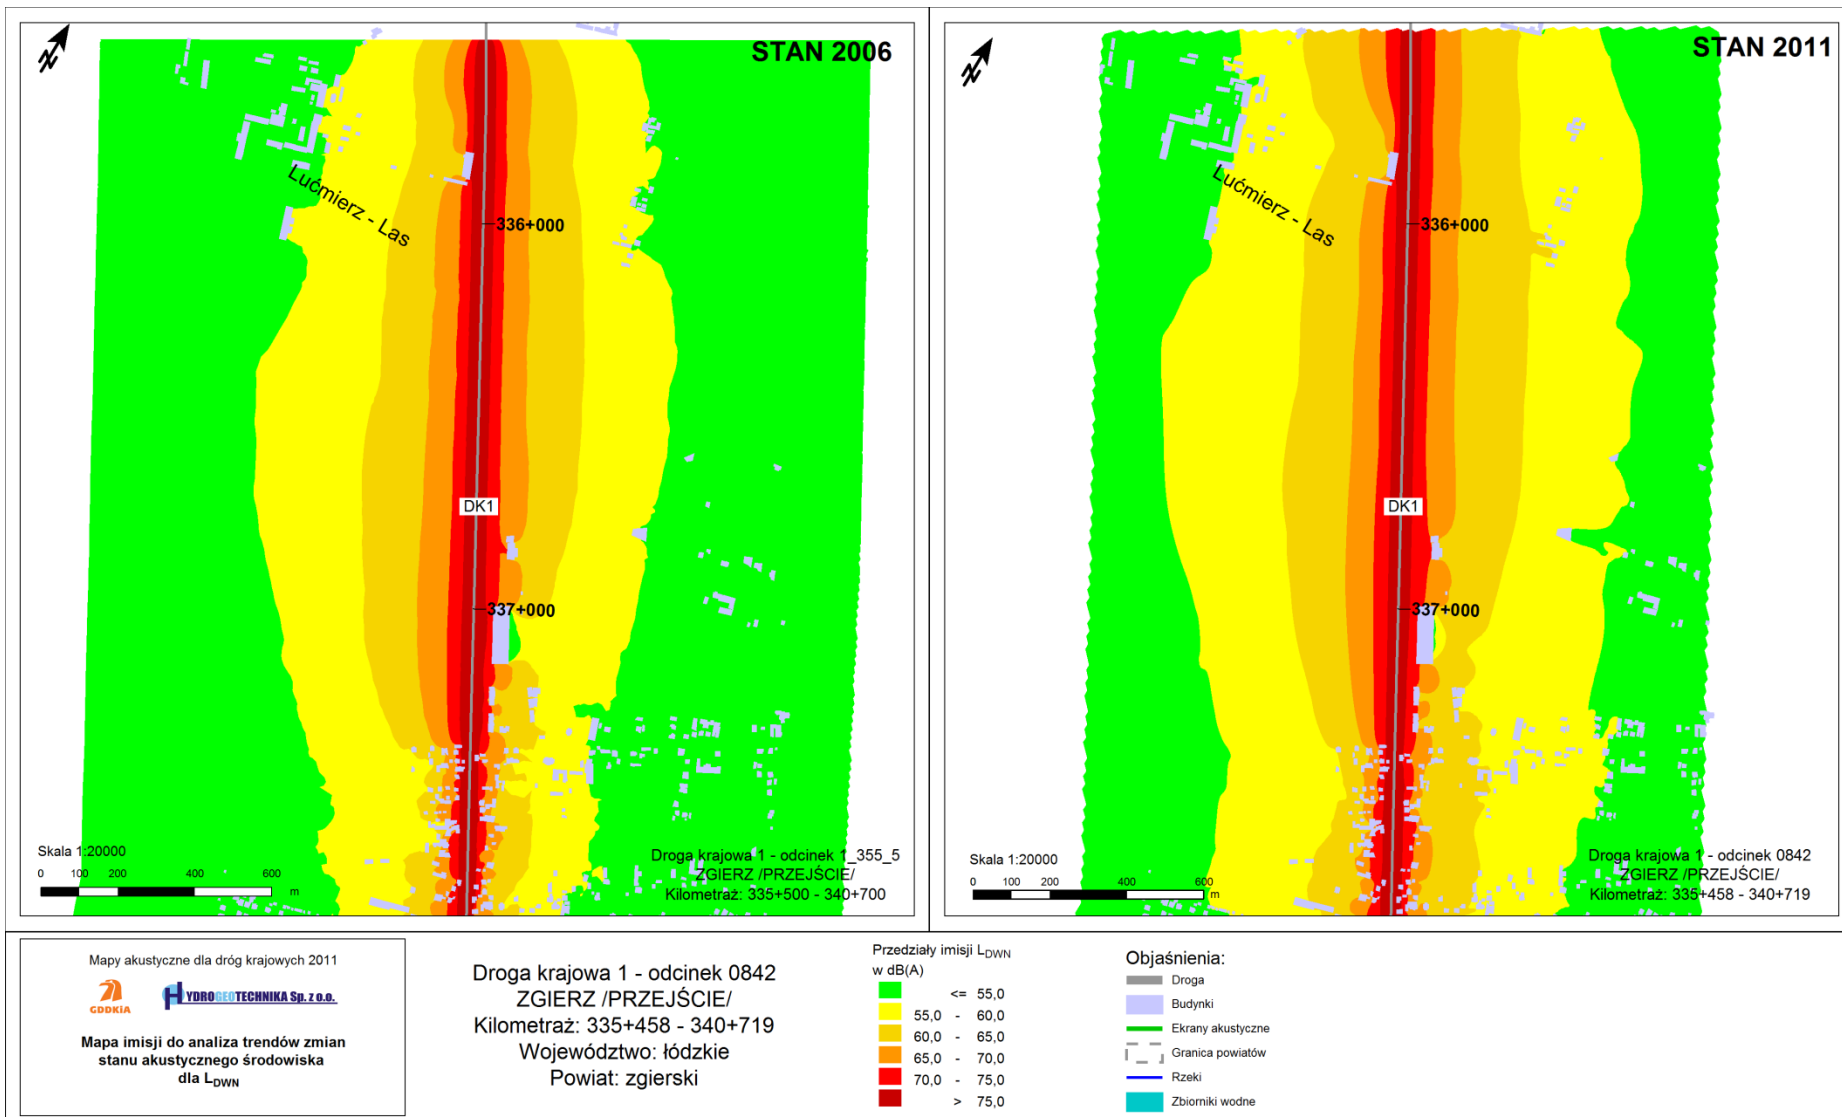 STAN 2006
N
Lućmierz - Las
336+000
DK1
337+000
Skala 1:20000
0 100 200 400 600
m
Droga krajowa 1 - odcinek 1_355_5
ZGIERZ /PRZEJŚCIE/
Kilometraż: 335+500 - 340+700
STAN 2011
N
Lućmierz - Las
336+000
DK1
337+000
Skala 1:20000
0 100 200 400 600
m
Droga krajowa 1 - odcinek 0842
ZGIERZ /PRZEJŚCIE/
Kilometraż: 335+458 - 340+719
Mapy akustyczne dla dróg krajowych 2011
GDDKiA
HYDROGEOTECHNIKA Sp. z o.o.
Mapa imisji do analiza trendów zmian
stanu akustycznego środowiska
dla LDWN
Droga krajowa 1 - odcinek 0842
ZGIERZ /PRZEJŚCIE/
Kilometraż: 335+458 - 340+719
Województwo: łódzkie
Powiat: zgierski
Przedziały imisji LDWN
w dB(A)
<= 55,0
55,0 - 60,0
60,0 - 65,0
65,0 - 70,0
70,0 - 75,0
> 75,0
Objaśnienia:
Droga
Budynki
Ekrany akustyczne
Granica powiatów
Rzeki
Zbiorniki wodne